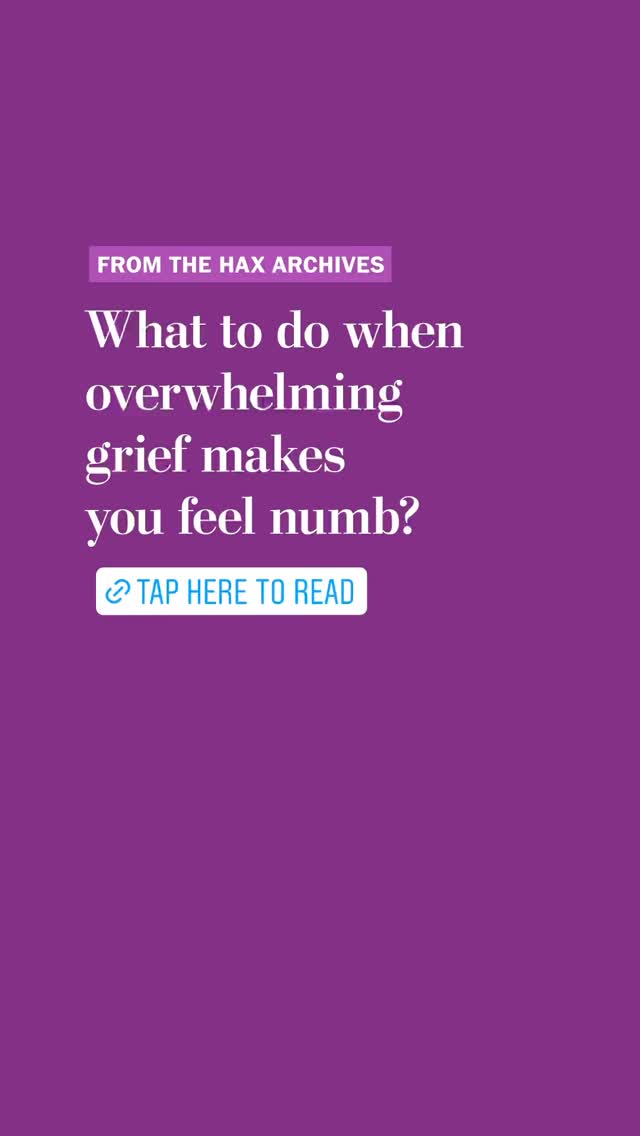 FROM THE HAX ARCHIVES
What to do when
overwhelming
grief makes
you feel numb?
TAP HERE TO READ